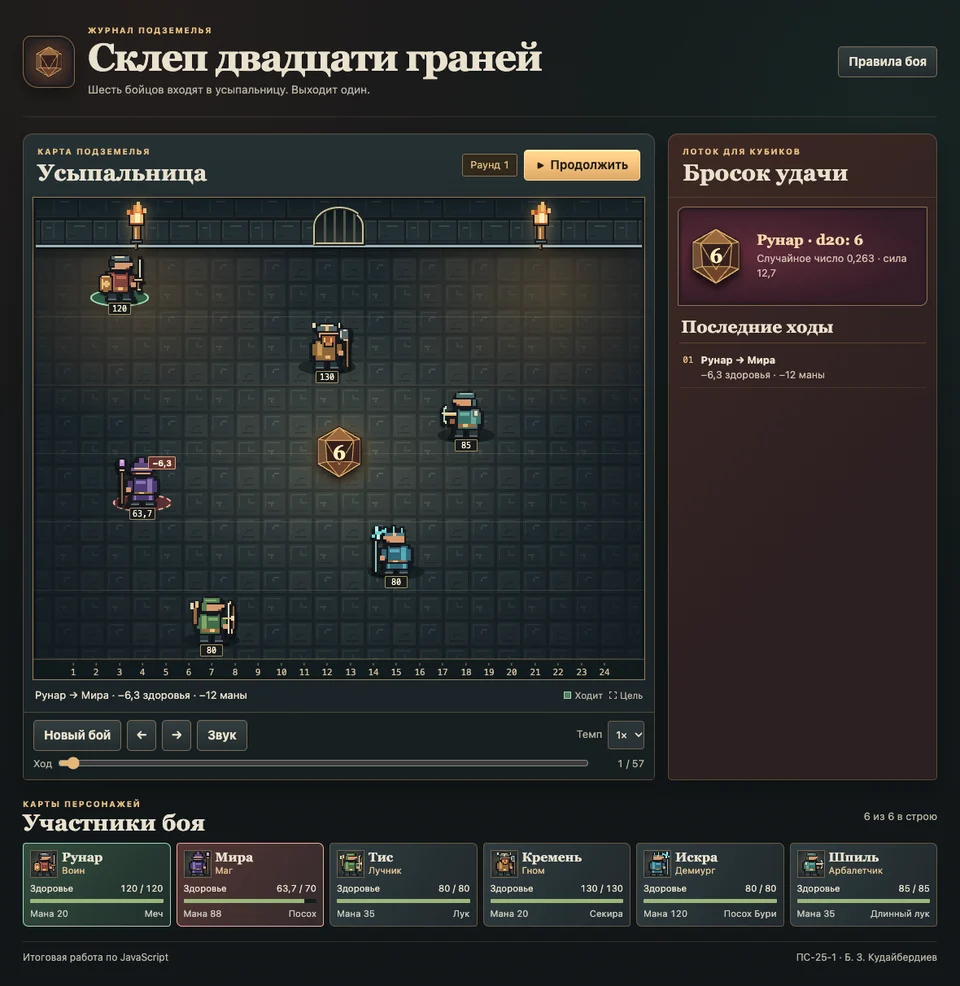 ЖУРНАЛ ПОДЗЕМЕЛЬЯ
Склеп двадцати граней
Шесть бойцов входят в усыпальницу. Выходит один.
Правила боя
КАРТА ПОДЗЕМЕЛЬЯ
Усыпальница
Раунд 1
Продолжить
120
130
85
6
−6,3
63,7
80
80
1 2 3 4 5 6 7 8 9 10 11 12 13 14 15 16 17 18 19 20 21 22 23 24
Рунар → Мира · −6,3 здоровья · −12 маны
Ходит Цель
Новый бой ← → Звук
Темп 1×
Ход 1 / 57
ЛОТОК ДЛЯ КУБИКОВ
Бросок удачи
6
Рунар · d20: 6
Случайное число 0,263 · сила
12,7
Последние ходы
01 Рунар → Мира
−6,3 здоровья · −12 маны
КАРТЫ ПЕРСОНАЖЕЙ
Участники боя
6 из 6 в строю
Рунар
Воин
Здоровье 120 / 120
Мана 20 Меч
Мира
Маг
Здоровье 63,7 / 70
Мана 88 Посох
Тис
Лучник
Здоровье 80 / 80
Мана 35 Лук
Кремень
Гном
Здоровье 130 / 130
Мана 20 Секира
Искра
Демиург
Здоровье 80 / 80
Мана 120 Посох Бури
Шпиль
Арбалетчик
Здоровье 85 / 85
Мана 35 Длинный лук
Итоговая работа по JavaScript
ПС-25-1 · Б. З. Кудайбердиев